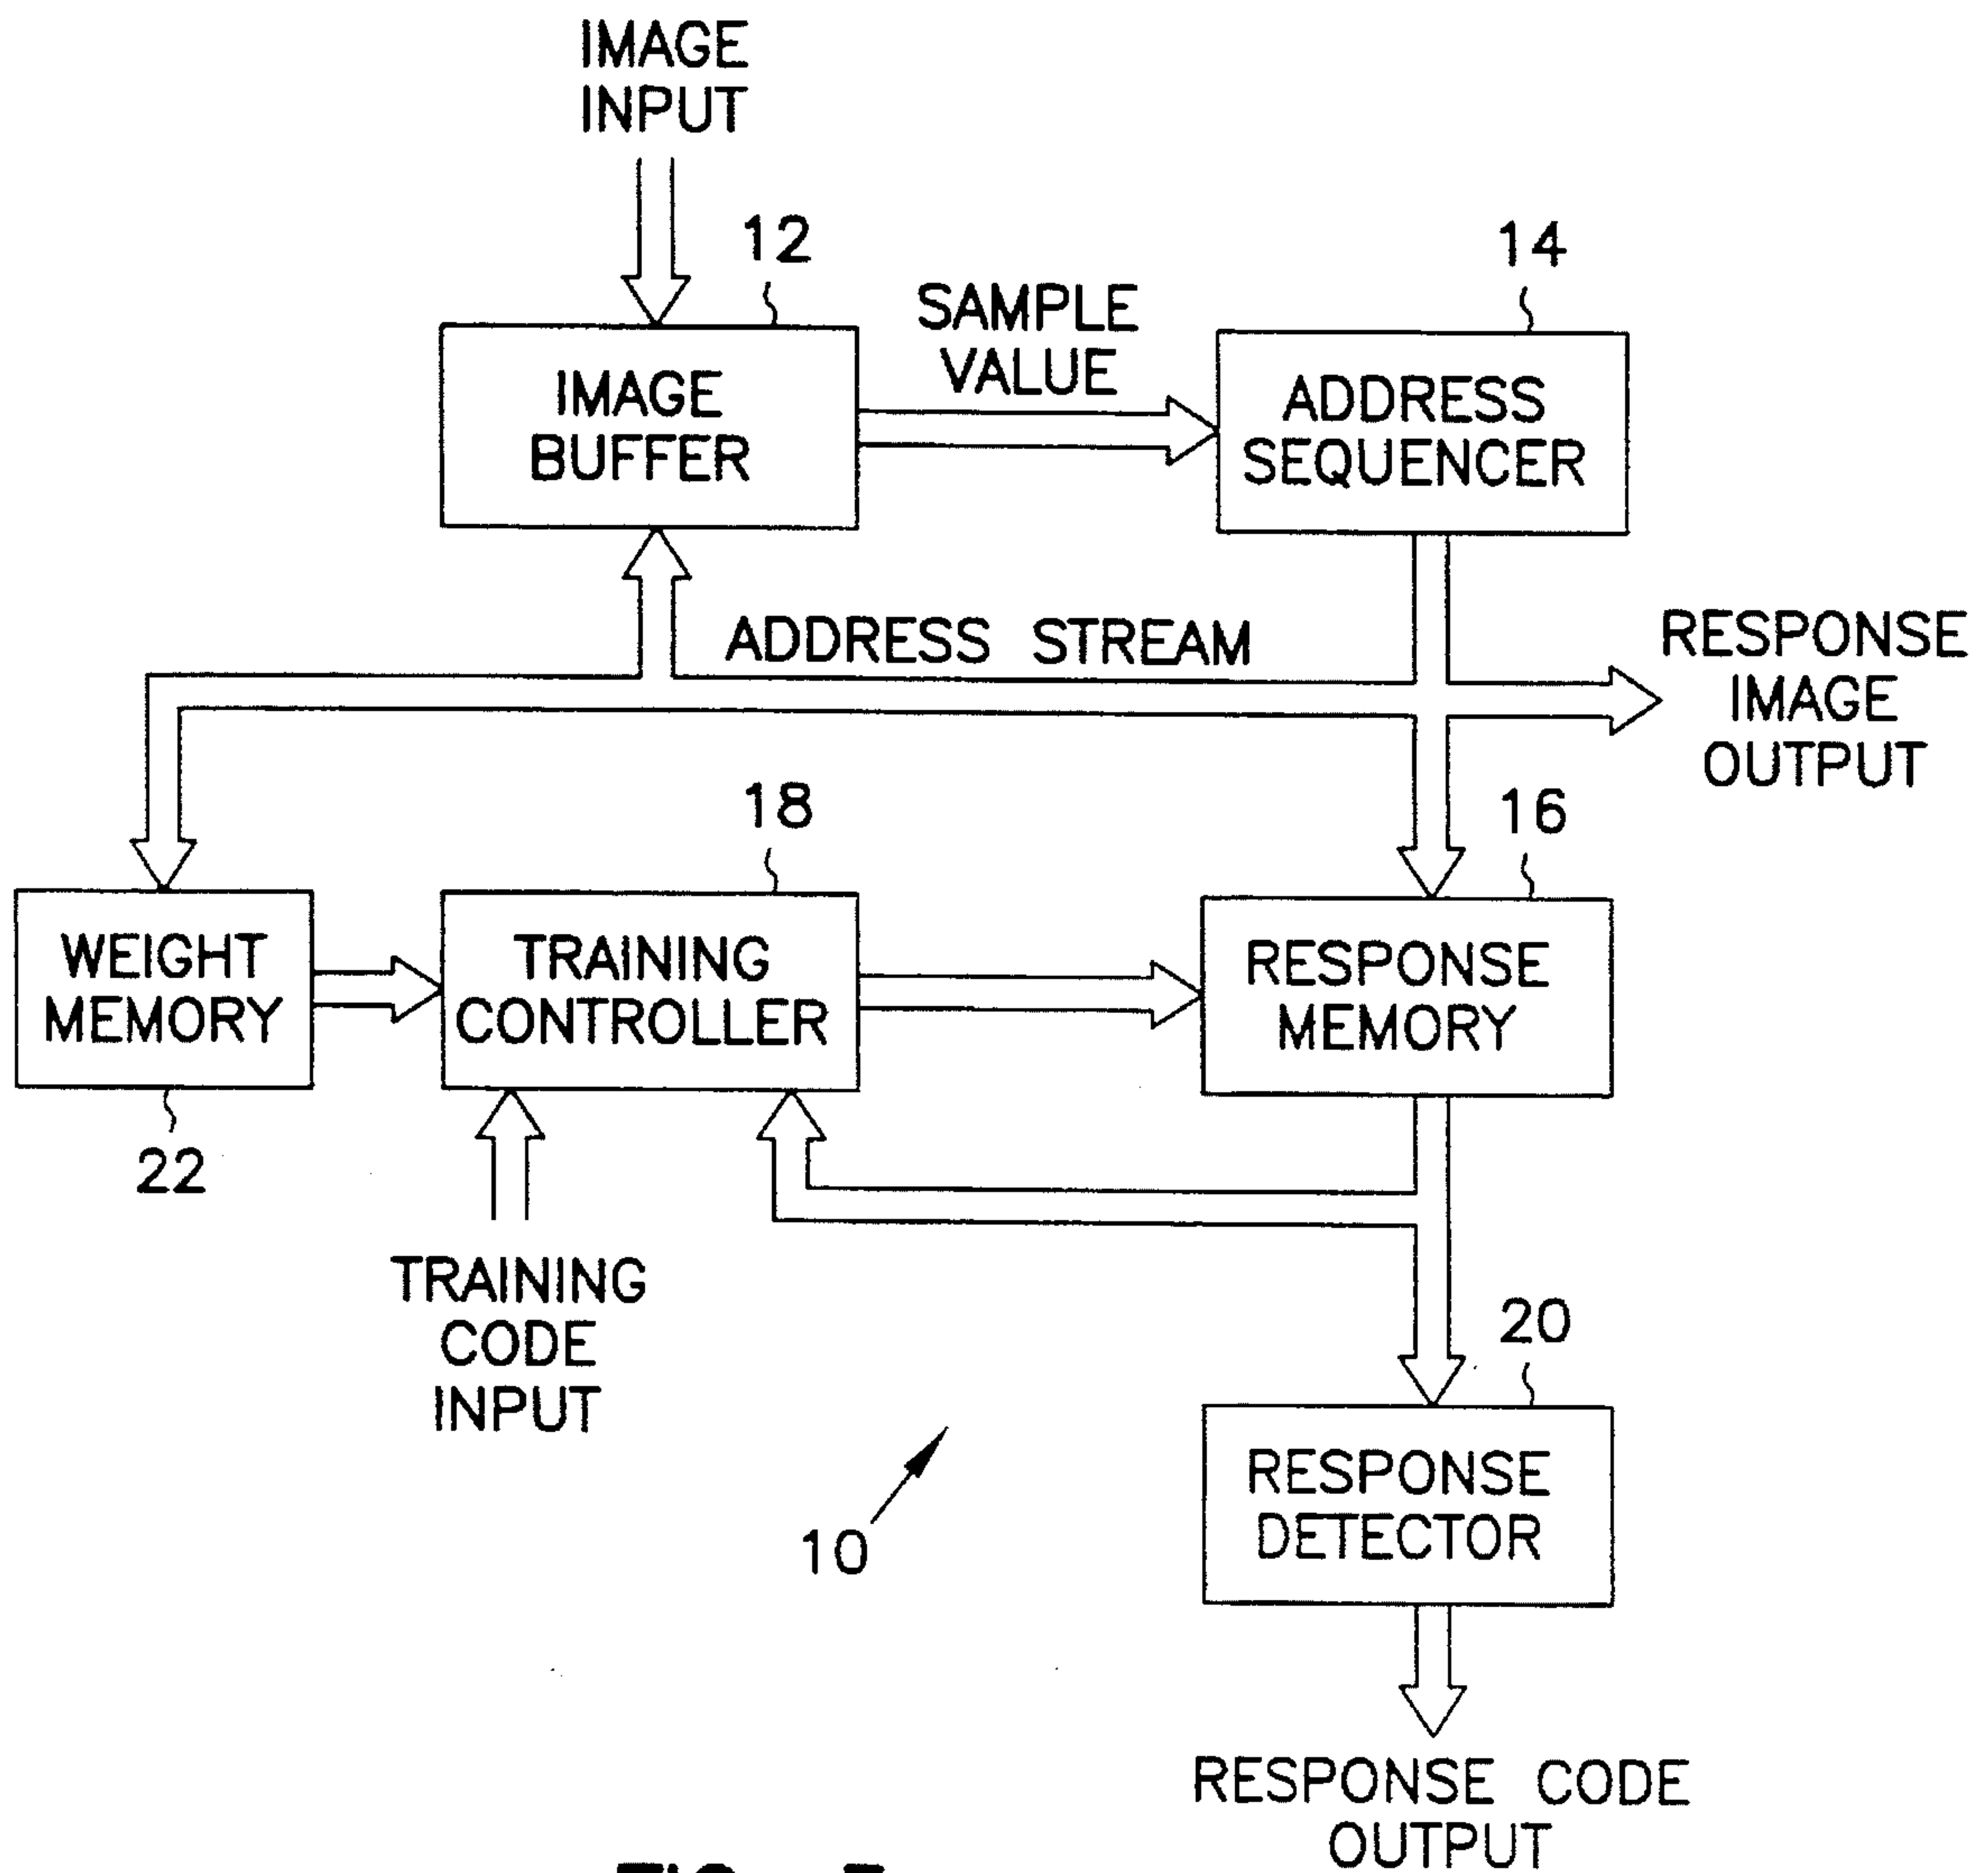 IMAGE
INPUT
12
14
SAMPLE
VALUE
IMAGE
BUFFER
ADDRESS
SEQUENCER
ADDRESS STREAM
RESPONSE
IMAGE
OUTPUT
18
16
WEIGHT
MEMORY
TRAINING
CONTROLLER
RESPONSE
MEMORY
22
TRAINING
CODE
INPUT
20
10
RESPONSE
DETECTOR
RESPONSE CODE
OUTPUT